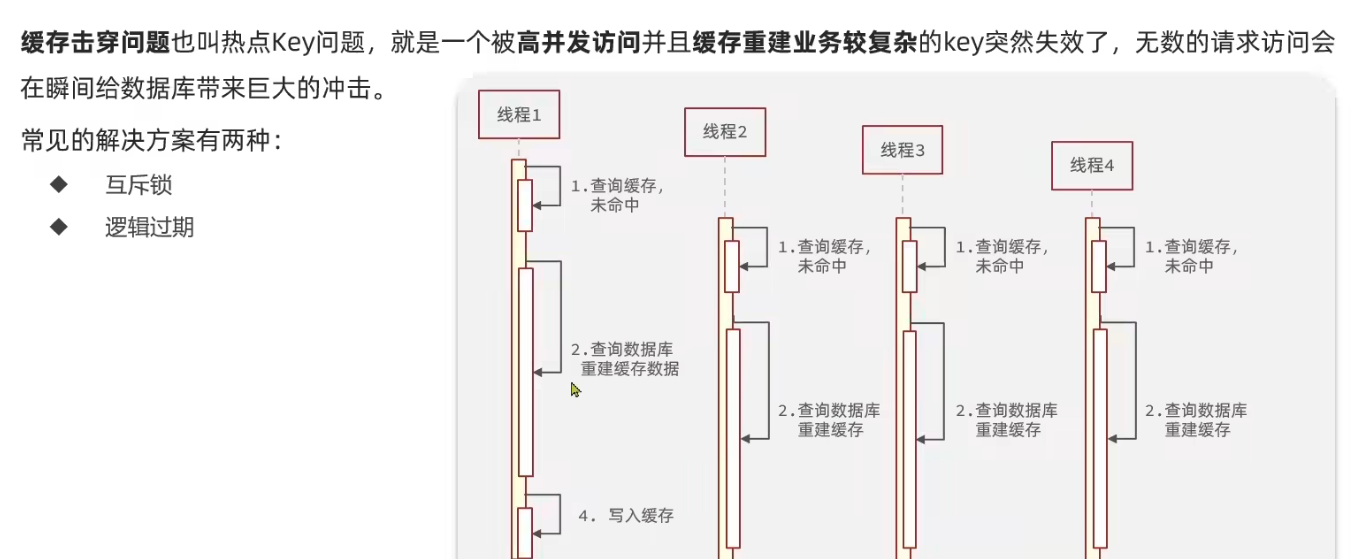 缓存击穿问题也叫热点Key问题，就是一个被高并发访问并且缓存重建业务较复杂的key突然失效了，无数的请求访问会
在瞬间给数据库带来巨大的冲击。
常见的解决方案有两种：
互斥锁
逻辑过期
线程1
1.查询缓存，
未命中
2.查询数据库
重建缓存数据
4. 写入缓存
线程2
1.查询缓存，
未命中
2.查询数据库
重建缓存
线程3
1.查询缓存，
未命中
2.查询数据库
重建缓存
线程4
1.查询缓存，
未命中
2.查询数据库
重建缓存